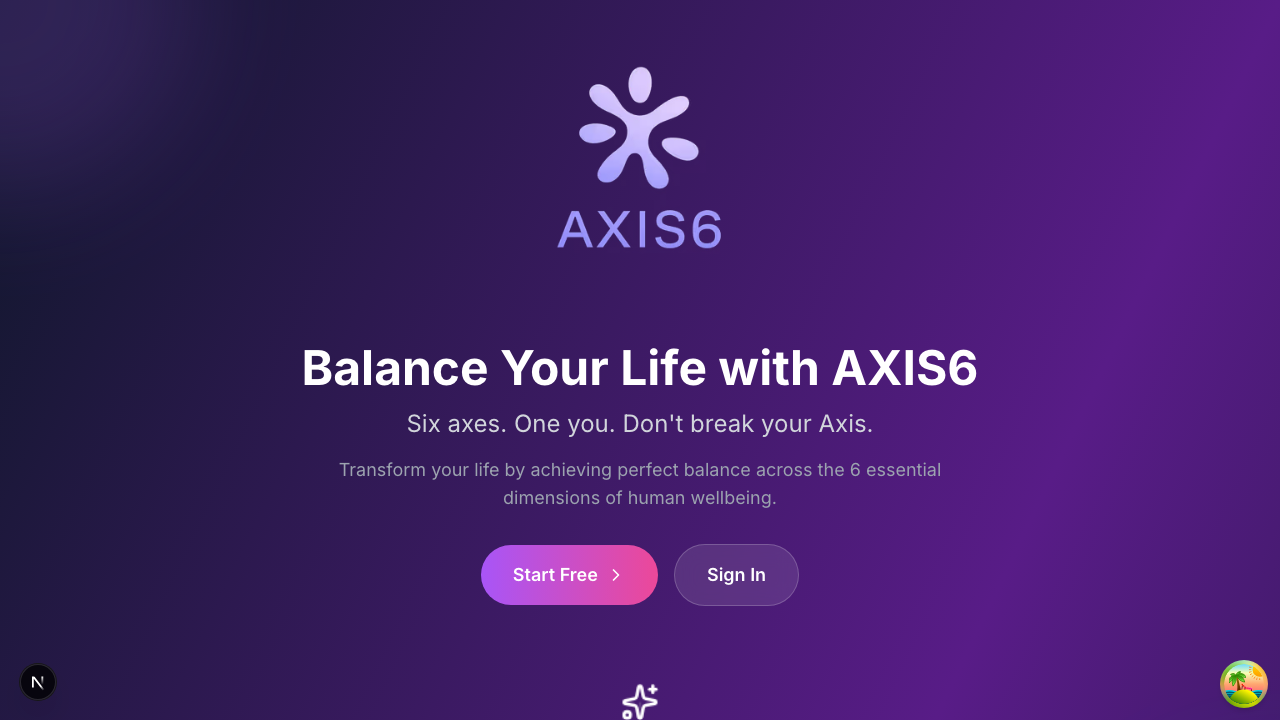 AXIS6
Balance Your Life with AXIS6
Six axes. One you. Don't break your Axis.
Transform your life by achieving perfect balance across the 6 essential
dimensions of human wellbeing.
Start Free
Sign In
N